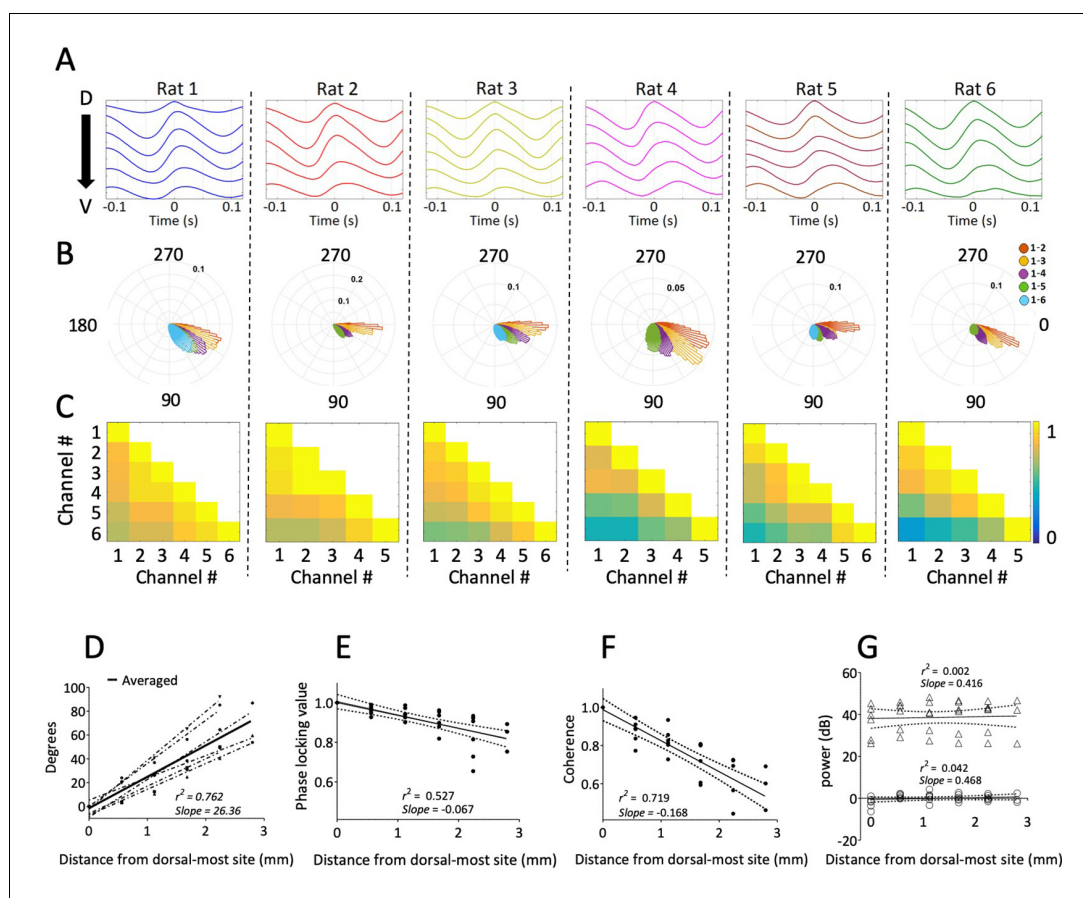 A
D
V
Rat 1
Rat 2
Rat 3
Rat 4
Rat 5
Rat 6
-0.1 0 0.1
-0.1 0 0.1
-0.1 0 0.1
-0.1 0 0.1
-0.1 0 0.1
-0.1 0 0.1
Time (s)
Time (s)
Time (s)
Time (s)
Time (s)
Time (s)
B
270
270
270
270
270
270
180
0.1
0.2
0.1
0.1
0.05
0.1
0.1
1-2
1-3
1-4
1-5
1-6
0
90
90
90
90
90
90
C
Channel #
1
2
3
4
5
6
1 2 3 4 5 6
1 2 3 4 5
1 2 3 4 5 6
1 2 3 4 5
1 2 3 4 5 6
1 2 3 4 5
Channel #
Channel #
Channel #
Channel #
Channel #
Channel #
1
0
D
Averaged
Degrees
100
80
60
40
20
0
r² = 0.762
Slope = 26.36
0 1 2 3
Distance from dorsal-most site (mm)
E
Phase locking value
1.0
0.8
0.6
r² = 0.527
Slope = -0.067
0 1 2 3
Distance from dorsal-most site (mm)
F
Coherence
1.0
0.8
0.6
r² = 0.719
Slope = -0.168
0 1 2 3
Distance from dorsal-most site (mm)
G
power (dB)
60
40
20
0
-20
r² = 0.002
Slope = 0.416
r² = 0.042
Slope = 0.468
0 1 2 3
Distance from dorsal-most site (mm)